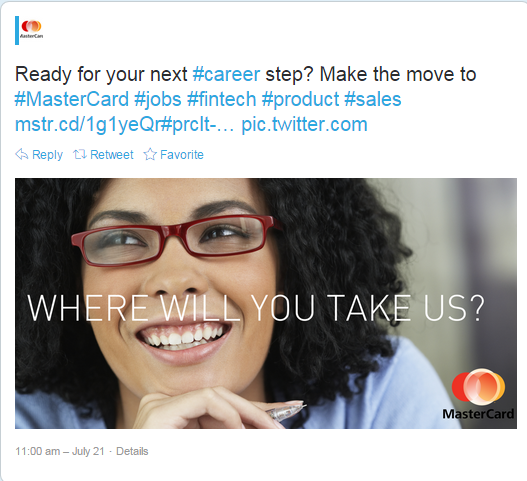 MasterCard
Ready for your next #career step? Make the move to
#MasterCard #jobs #fintech #product #sales
mstr.cd/1g1yeQr#prclt-… pic.twitter.com
Reply Retweet Favorite
WHERE WILL YOU TAKE US?
MasterCard
11:00 am – July 21 · Details